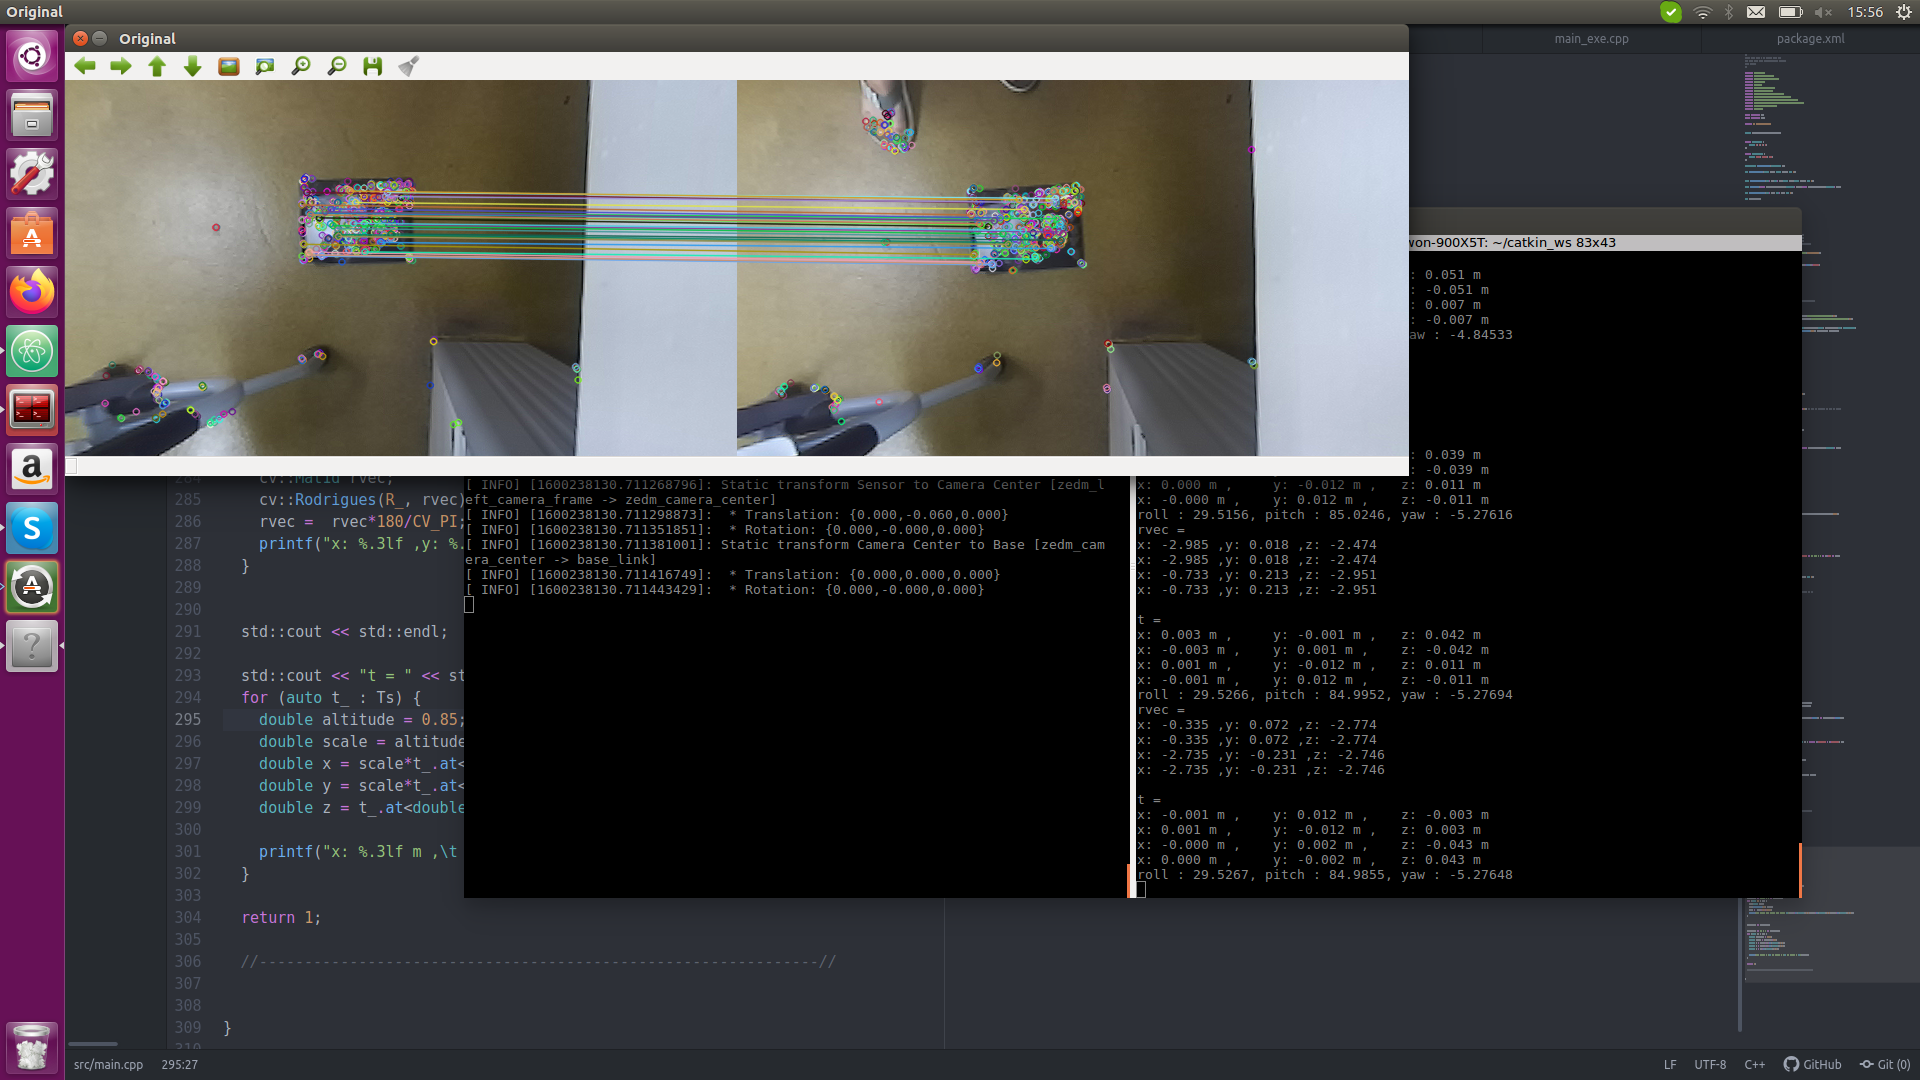 Original
15:56
Original
main_exe.cpp
package.xml
von-900X5T: ~/catkin_ws 83x43
: 0.051 m
: -0.051 m
: 0.007 m
: -0.007 m
aw : -4.84533
: 0.039 m
: -0.039 m
x: 0.000 m , y: -0.012 m , z: 0.011 m
x: -0.000 m , y: 0.012 m , z: -0.011 m
roll : 29.5156, pitch : 85.0246, yaw : -5.27616
rvec =
x: -2.985 ,y: 0.018 ,z: -2.474
x: -2.985 ,y: 0.018 ,z: -2.474
x: -0.733 ,y: 0.213 ,z: -2.951
x: -0.733 ,y: 0.213 ,z: -2.951
t =
x: 0.003 m , y: -0.001 m , z: 0.042 m
x: -0.003 m , y: 0.001 m , z: -0.042 m
x: 0.001 m , y: -0.012 m , z: 0.011 m
x: -0.001 m , y: 0.012 m , z: -0.011 m
roll : 29.5266, pitch : 84.9952, yaw : -5.27694
rvec =
x: -0.335 ,y: 0.072 ,z: -2.774
x: -0.335 ,y: 0.072 ,z: -2.774
x: -2.735 ,y: -0.231 ,z: -2.746
x: -2.735 ,y: -0.231 ,z: -2.746
t =
x: -0.001 m , y: 0.012 m , z: -0.003 m
x: 0.001 m , y: -0.012 m , z: 0.003 m
x: -0.000 m , y: 0.002 m , z: -0.043 m
x: 0.000 m , y: -0.002 m , z: 0.043 m
roll : 29.5267, pitch : 84.9855, yaw : -5.27648
[ INFO] [1600238130.711268796]: Static transform Sensor to Camera Center [zedm_l
eft_camera_frame -> zedm_camera_center]
[ INFO] [1600238130.711298873]:  * Translation: {0.000,-0.060,0.000}
[ INFO] [1600238130.711351851]:  * Rotation: {0.000,-0.000,0.000}
[ INFO] [1600238130.711381001]: Static transform Camera Center to Base [zedm_cam
era_center -> base_link]
[ INFO] [1600238130.711416749]:  * Translation: {0.000,0.000,0.000}
[ INFO] [1600238130.711443429]:  * Rotation: {0.000,-0.000,0.000}
284 cv::Mat1d rvec;
285 cv::Rodrigues(R_, rvec)
286 rvec = rvec*180/CV_PI;
287 printf("x: %.3lf ,y: %.
288 }
289
290
291 std::cout << std::endl;
292
293 std::cout << "t = " << st
294 for (auto t_ : Ts) {
295 double altitude = 0.85;
296 double scale = altitude
297 double x = scale*t_.at<
298 double y = scale*t_.at<
299 double z = t_.at<double
300
301 printf("x: %.3lf m ,\t
302 }
303
304 return 1;
305
306 //--------------------------------------------------------------//
307
308
309 }
310
src/main.cpp 295:27
LF UTF-8 C++ GitHub Git (0)